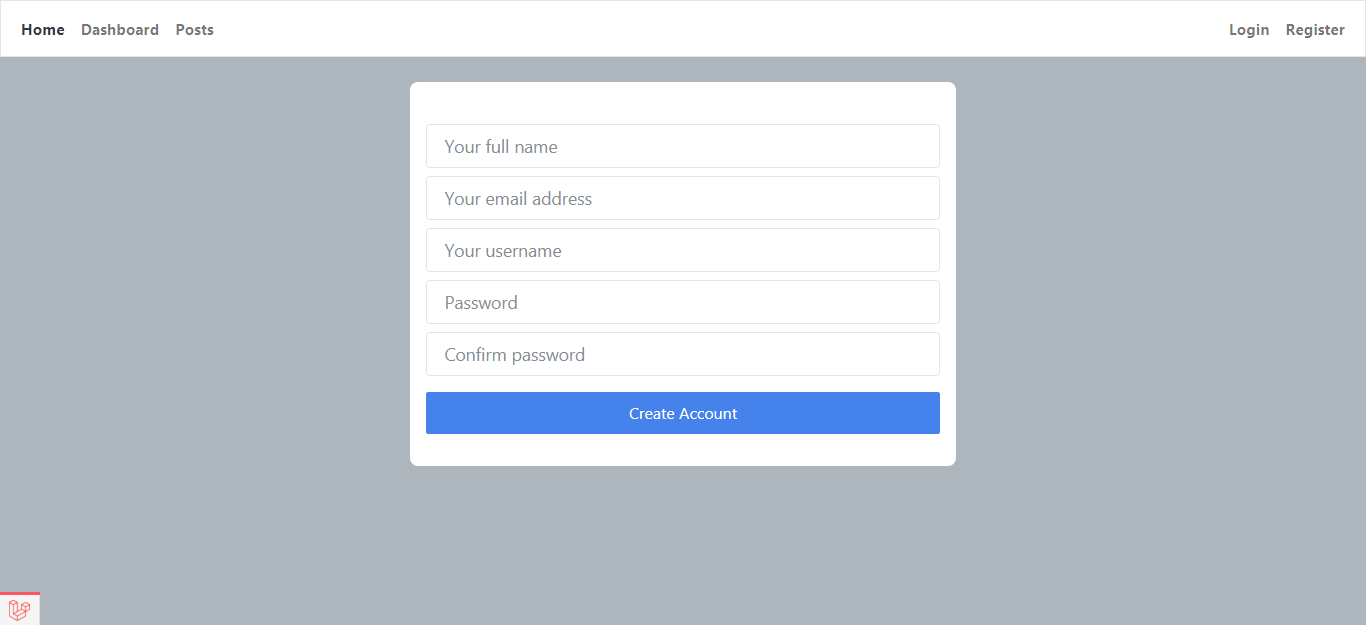 Home Dashboard Posts Login Register
Your full name
Your email address
Your username
Password
Confirm password
Create Account